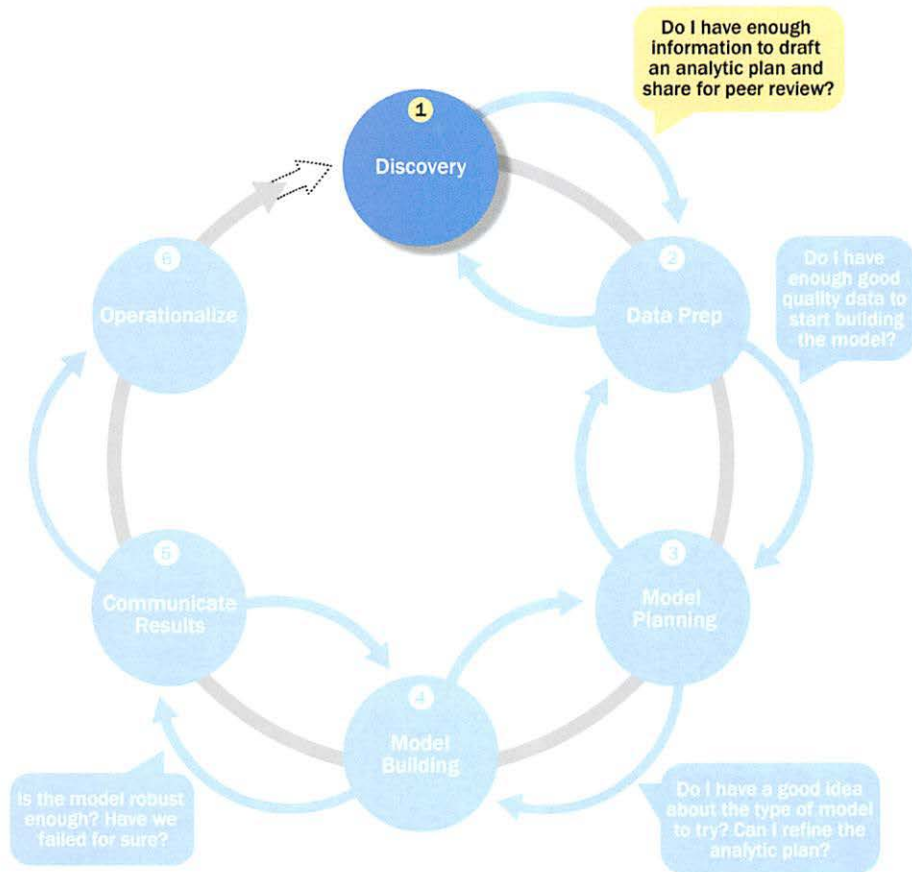 Do I have enough
information to draft
an analytic plan and
share for peer review?
1
Discovery
2
Data Prep
Do I have
enough good
quality data to
start building
the model?
3
Model
Planning
Do I have a good idea
about the type of model
to try? Can I refine the
analytic plan?
4
Model
Building
Is the model robust
enough? Have we
failed for sure?
5
Communicate
Results
6
Operationalize